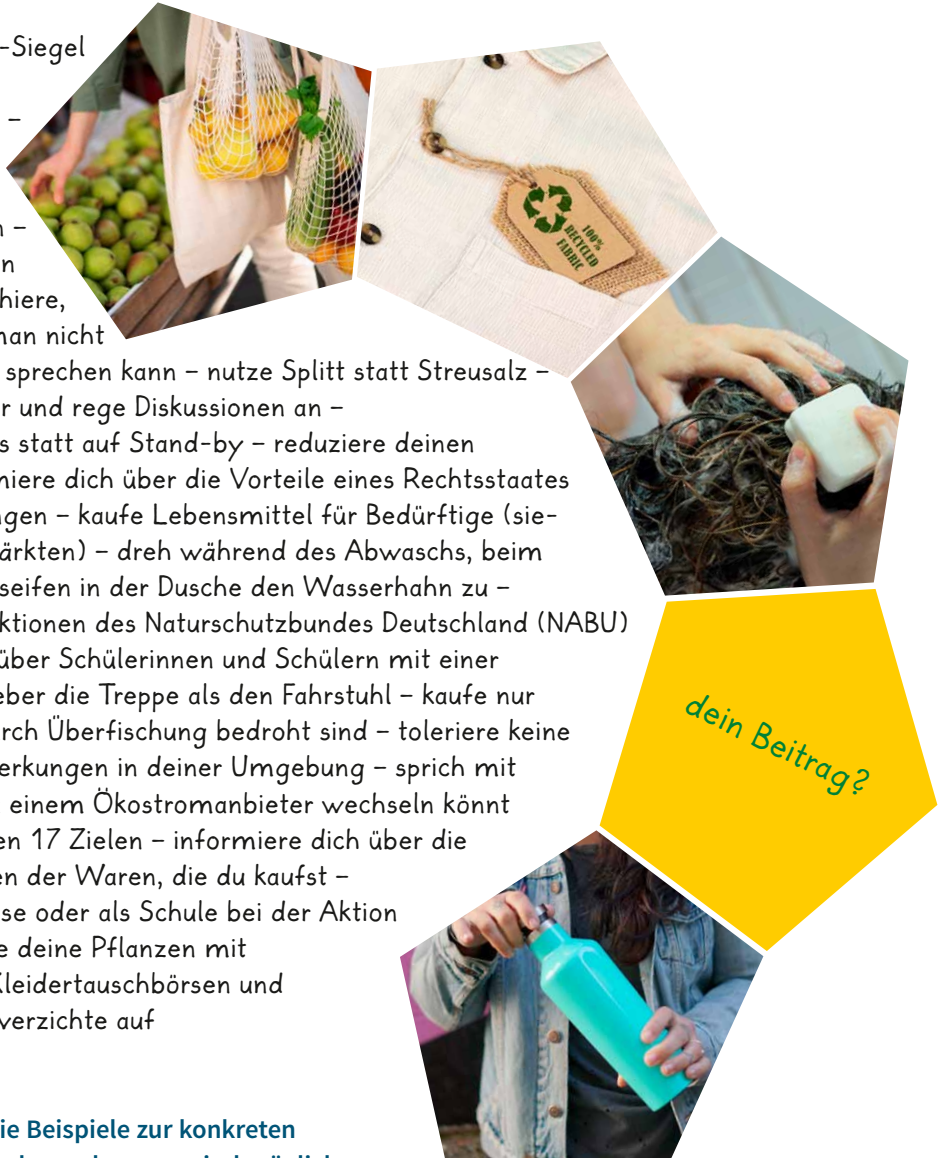 -Siegel
–
n –
n
hiere,
man nicht
sprechen kann – nutze Splitt statt Streusalz –
r und rege Diskussionen an –
s statt auf Stand-by – reduziere deinen
miere dich über die Vorteile eines Rechtsstaates
ngen – kaufe Lebensmittel für Bedürftige (sie-
ärkten) – dreh während des Abwaschs, beim
seifen in der Dusche den Wasserhahn zu –
ktionen des Naturschutzbundes Deutschland (NABU)
über Schülerinnen und Schülern mit einer
eber die Treppe als den Fahrstuhl – kaufe nur
rch Überfischung bedroht sind – toleriere keine
erkungen in deiner Umgebung – sprich mit
einem Ökostromanbieter wechseln könnt
en 17 Zielen – informiere dich über die
en der Waren, die du kaufst –
se oder als Schule bei der Aktion
e deine Pflanzen mit
Kleidertauschbörsen und
verzichte auf
ie Beispiele zur konkreten
100%
RECYCLED
FABRIC
dein Beitrag?